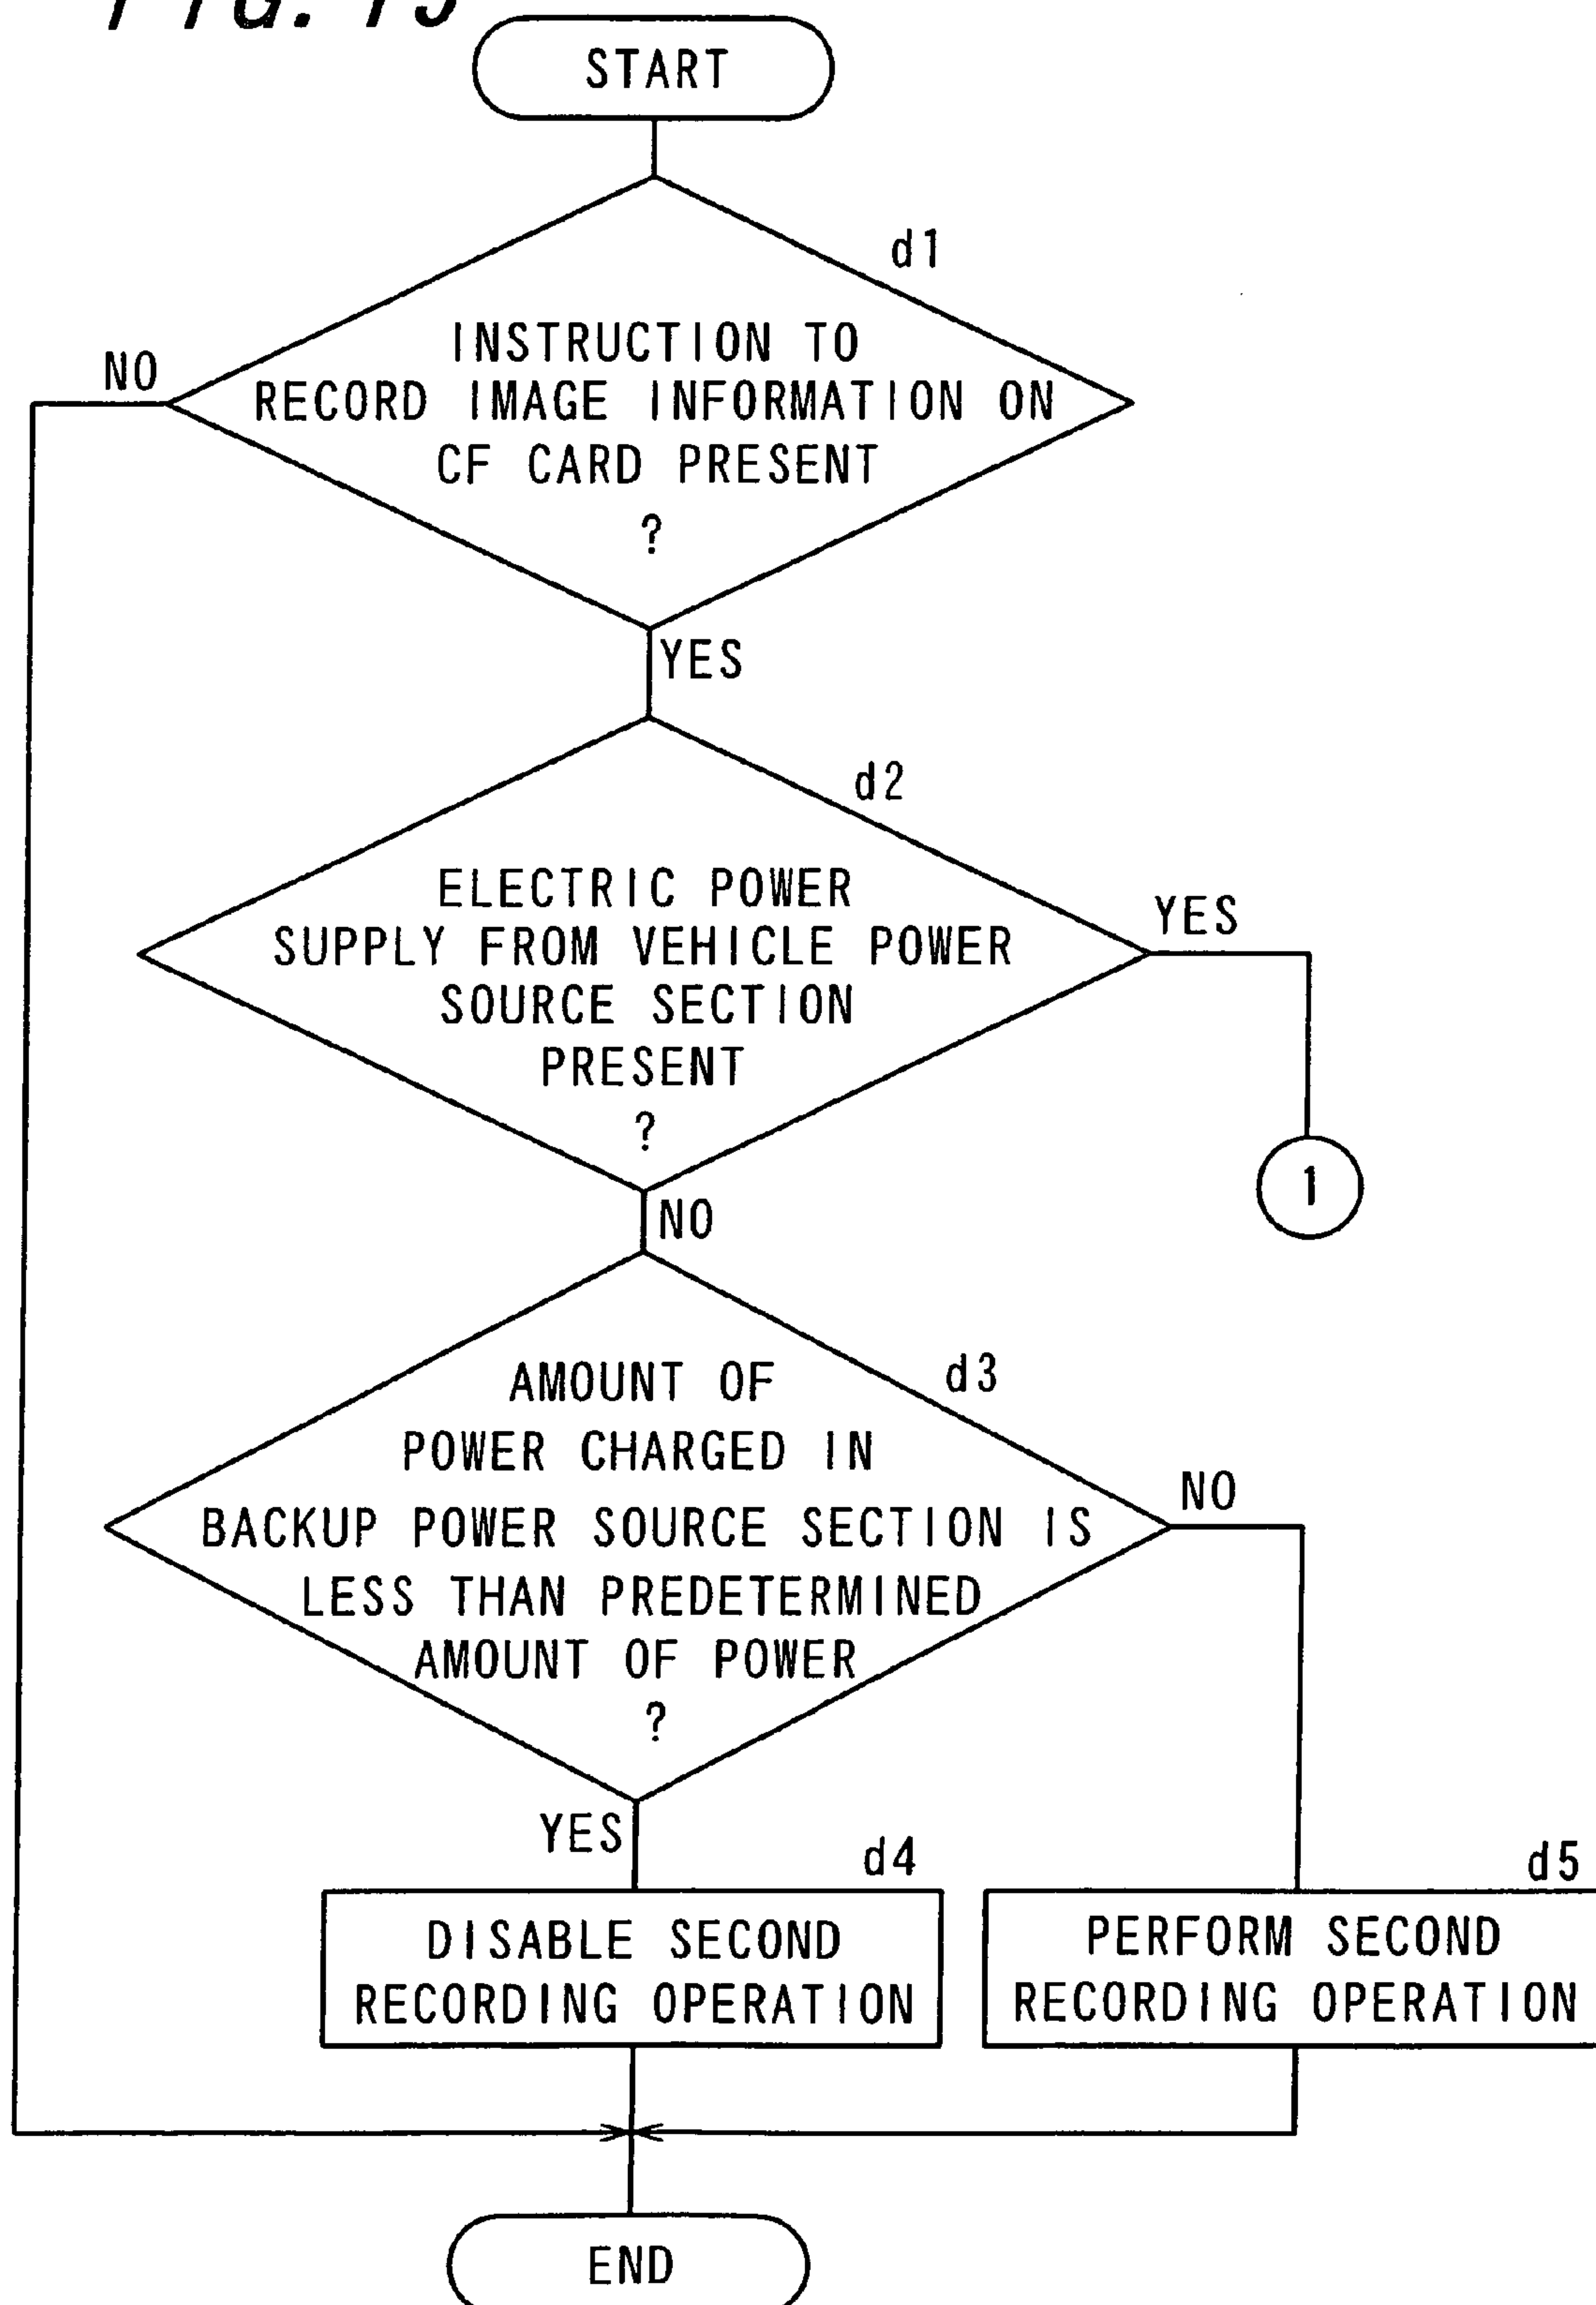 START
d1
INSTRUCTION TO
RECORD IMAGE INFORMATION ON
CF CARD PRESENT
?
NO
YES
d2
ELECTRIC POWER
SUPPLY FROM VEHICLE POWER
SOURCE SECTION
PRESENT
?
YES
1
NO
d3
AMOUNT OF
POWER CHARGED IN
BACKUP POWER SOURCE SECTION IS
LESS THAN PREDETERMINED
AMOUNT OF POWER
?
NO
YES
d4
DISABLE SECOND
RECORDING OPERATION
d5
PERFORM SECOND
RECORDING OPERATION
END